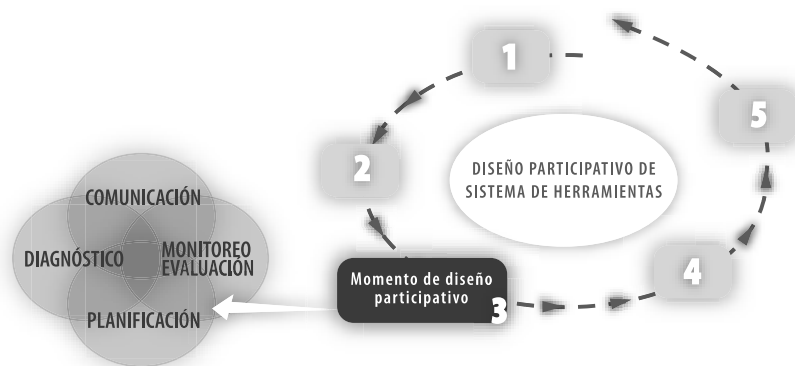 1
2
3
4
5
DISEÑO PARTICIPATIVO DE
SISTEMA DE HERRAMIENTAS
Momento de diseño
participativo
COMUNICACIÓN
DIAGNÓSTICO
MONITOREO
EVALUACIÓN
PLANIFICACIÓN